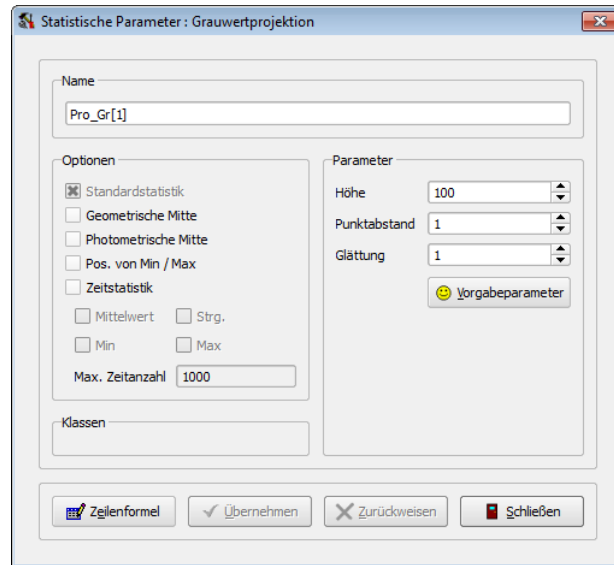 Statistische Parameter : Grauwertprojektion
Name
Pro_Gr[1]
Optionen
Standardstatistik
Geometrische Mitte
Photometrische Mitte
Pos. von Min / Max
Zeitstatistik
Mittelwert Strg.
Min Max
Max. Zeitanzahl 1000
Klassen
Parameter
Höhe 100
Punktabstand 1
Glättung 1
Vorgabeparameter
Zeilenformel Übernehmen Zurückweisen Schließen